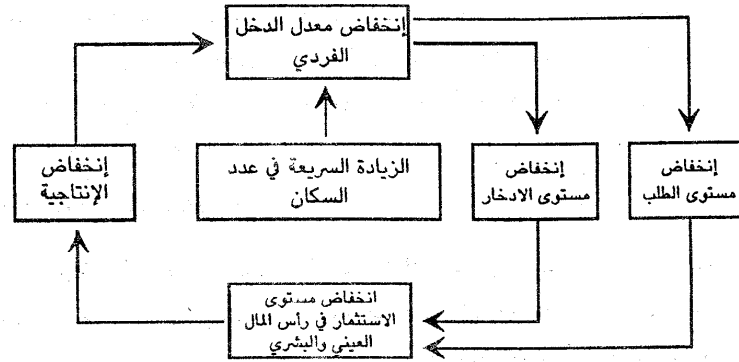 إنخفاض معدل الدخل
الفردي
إنخفاض
مستوى الطلب
إنخفاض
مستوى الادخار
الزيادة السريعة في عدد
السكان
إنخفاض
الإنتاجية
انخفاض مستوى
الاستثمار في رأس المال
العيني والبشري